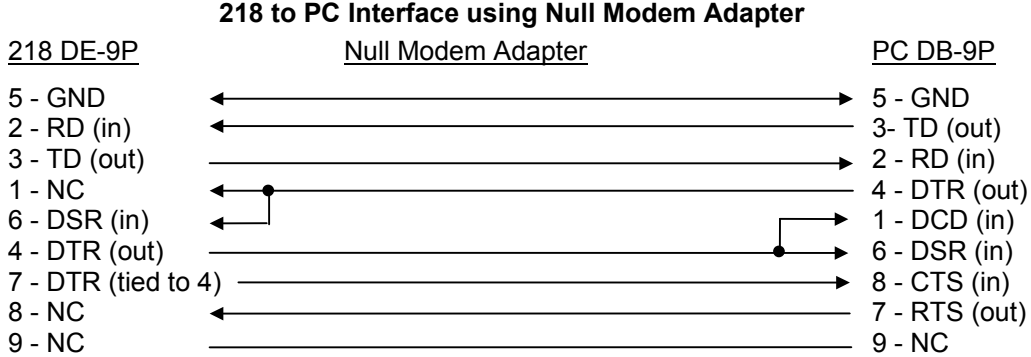 218 to PC Interface using Null Modem Adapter
218 DE-9P Null Modem Adapter PC DB-9P
5 - GND 5 - GND
2 - RD (in) 3- TD (out)
3 - TD (out) 2 - RD (in)
1 - NC 4 - DTR (out)
6 - DSR (in) 1 - DCD (in)
4 - DTR (out) 6 - DSR (in)
7 - DTR (tied to 4) 8 - CTS (in)
8 - NC 7 - RTS (out)
9 - NC 9 - NC